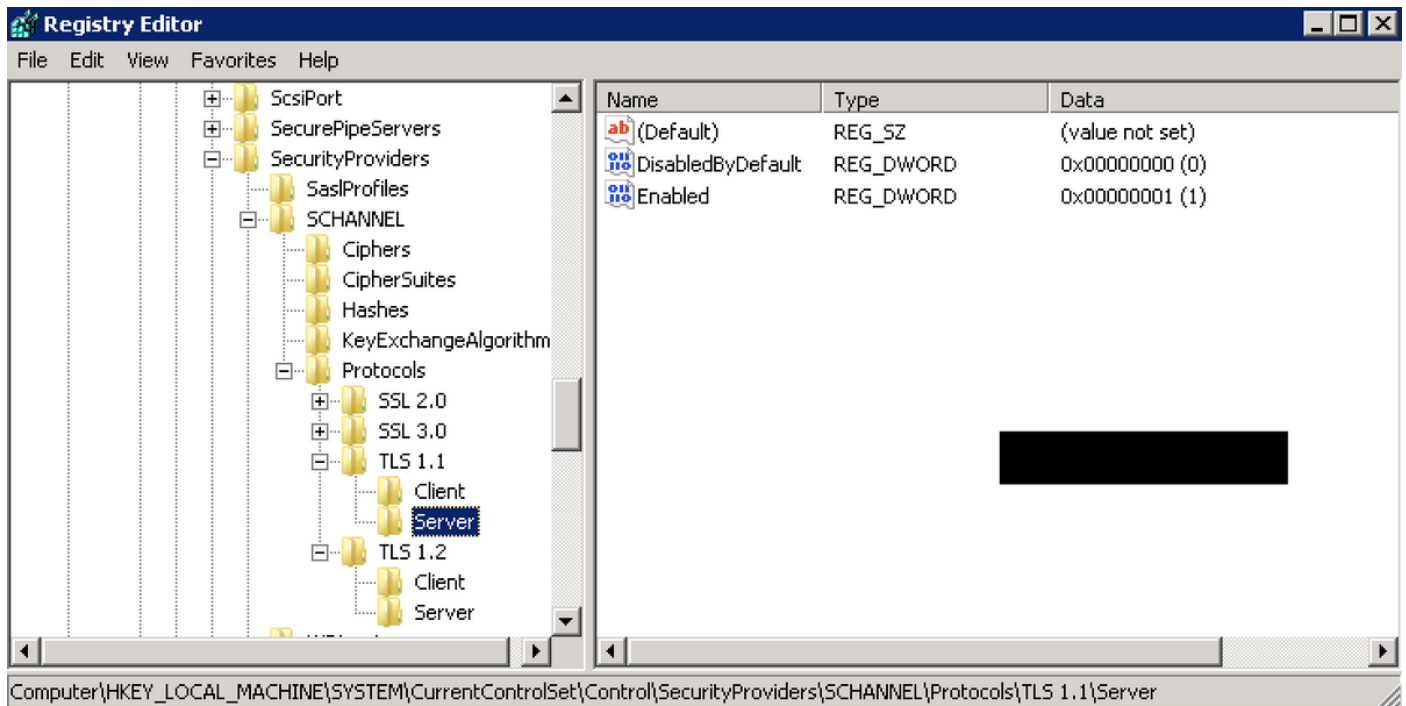 Registry Editor
File Edit View Favorites Help
ScsiPort
SecurePipeServers
SecurityProviders
SaslProfiles
SCHANNEL
Ciphers
CipherSuites
Hashes
KeyExchangeAlgorithm
Protocols
SSL 2.0
SSL 3.0
TLS 1.1
Client
Server
TLS 1.2
Client
Server
Name Type Data
(Default) REG_SZ (value not set)
DisabledByDefault REG_DWORD 0x00000000 (0)
Enabled REG_DWORD 0x00000001 (1)
Computer\HKEY_LOCAL_MACHINE\SYSTEM\CurrentControlSet\Control\SecurityProviders\SCHANNEL\Protocols\TLS 1.1\Server